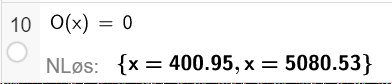 10 O(x) = 0
NLøs: {x = 400.95, x = 5080.53}